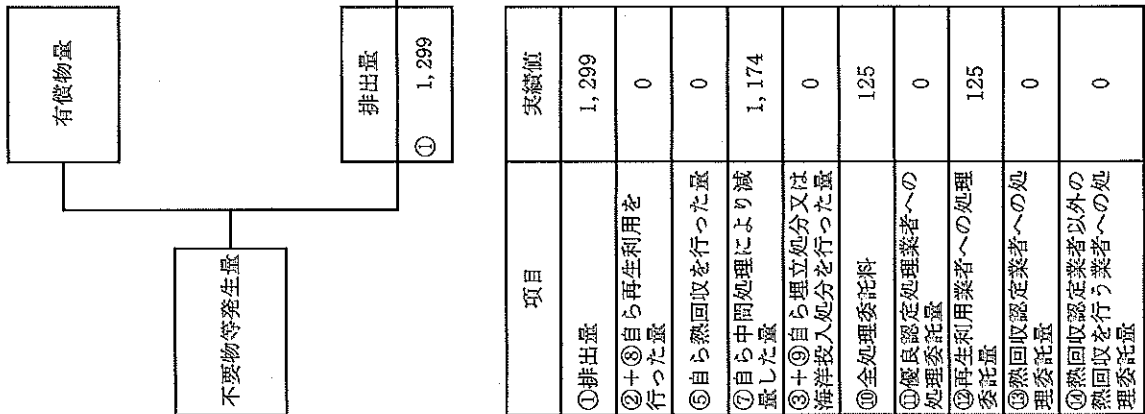 有償物量
不要物等発生量
排出量
① 1,299
項目
実績値
①排出量
1,299
②+⑧自ら再生利用を
行った量
0
⑤自ら熱回収を行った量
0
⑦自ら中間処理により減
量した量
1,174
③+⑨自ら埋立処分又は
海洋投入処分を行った量
0
⑩全処理委託料
125
⑪優良認定処理業者への
処理委託量
0
⑫再生利用業者への処理
委託量
125
⑬熱回収認定業者への処
理委託量
0
⑭熱回収認定業者以外の
熱回収を行う業者への処
理委託量
0